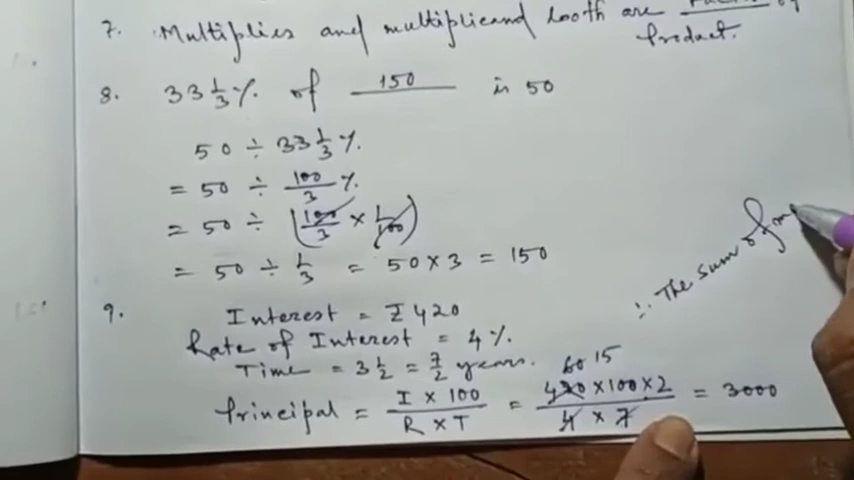 7. Multiplies and multiplicand both are of
Product.
8. 33 1/3 % of 150 is 50
50 ÷ 33 1/3 %.
= 50 ÷ 100/3 %
= 50 ÷ (100/3 × 1/100)
= 50 ÷ 1/3 = 50 × 3 = 150
9. Interest = ₹420
Rate of Interest = 4 %.
Time = 3 1/2 = 7/2 years.
60 15
Principal = I × 100 / R × T = 420 × 100 × 2 / 4 × 7 = 3000
∴ The sum of m